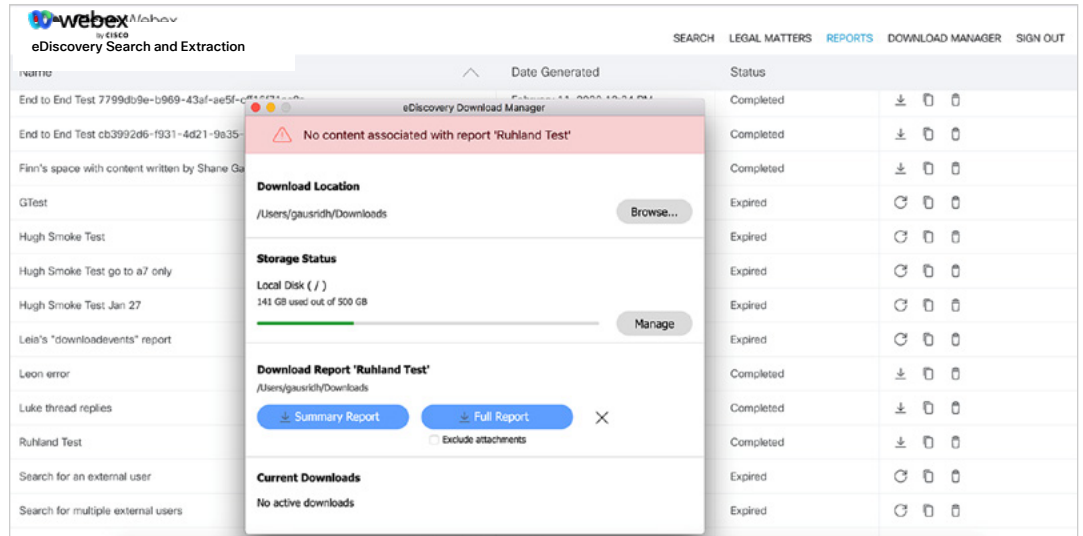 webex
by CISCO
eDiscovery Search and Extraction
SEARCH LEGAL MATTERS REPORTS DOWNLOAD MANAGER SIGN OUT
Name Date Generated Status
End to End Test 7799db9e-b969-43af-ae5f- Completed
eDiscovery Download Manager
End to End Test cb3992d6-f931-4d21-9a35- Completed
No content associated with report 'Ruhland Test'
Finn's space with content written by Shane Ga Completed
Download Location
GTest Expired
/Users/gausridh/Downloads Browse...
Hugh Smoke Test Expired
Storage Status
Hugh Smoke Test go to a7 only Expired
Local Disk ( / )
141 GB used out of 500 GB
Hugh Smoke Test Jan 27 Expired
Manage
Leia's "downloadevents" report Expired
Download Report 'Ruhland Test'
Leon error Completed
/Users/gausridh/Downloads
Luke thread replies Completed
Summary Report Full Report
Exclude attachments
Ruhland Test Completed
Search for an external user Expired
Current Downloads
No active downloads
Search for multiple external users Expired